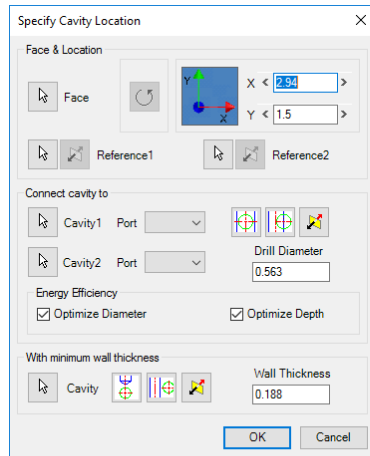 Specify Cavity Location
Face & Location
Face
Y
X
X < 2.94 >
Y < 1.5 >
Reference1
Reference2
Connect cavity to
Cavity1 Port
Cavity2 Port
Drill Diameter
0.563
Energy Efficiency
Optimize Diameter
Optimize Depth
With minimum wall thickness
Cavity
Wall Thickness
0.188
OK
Cancel